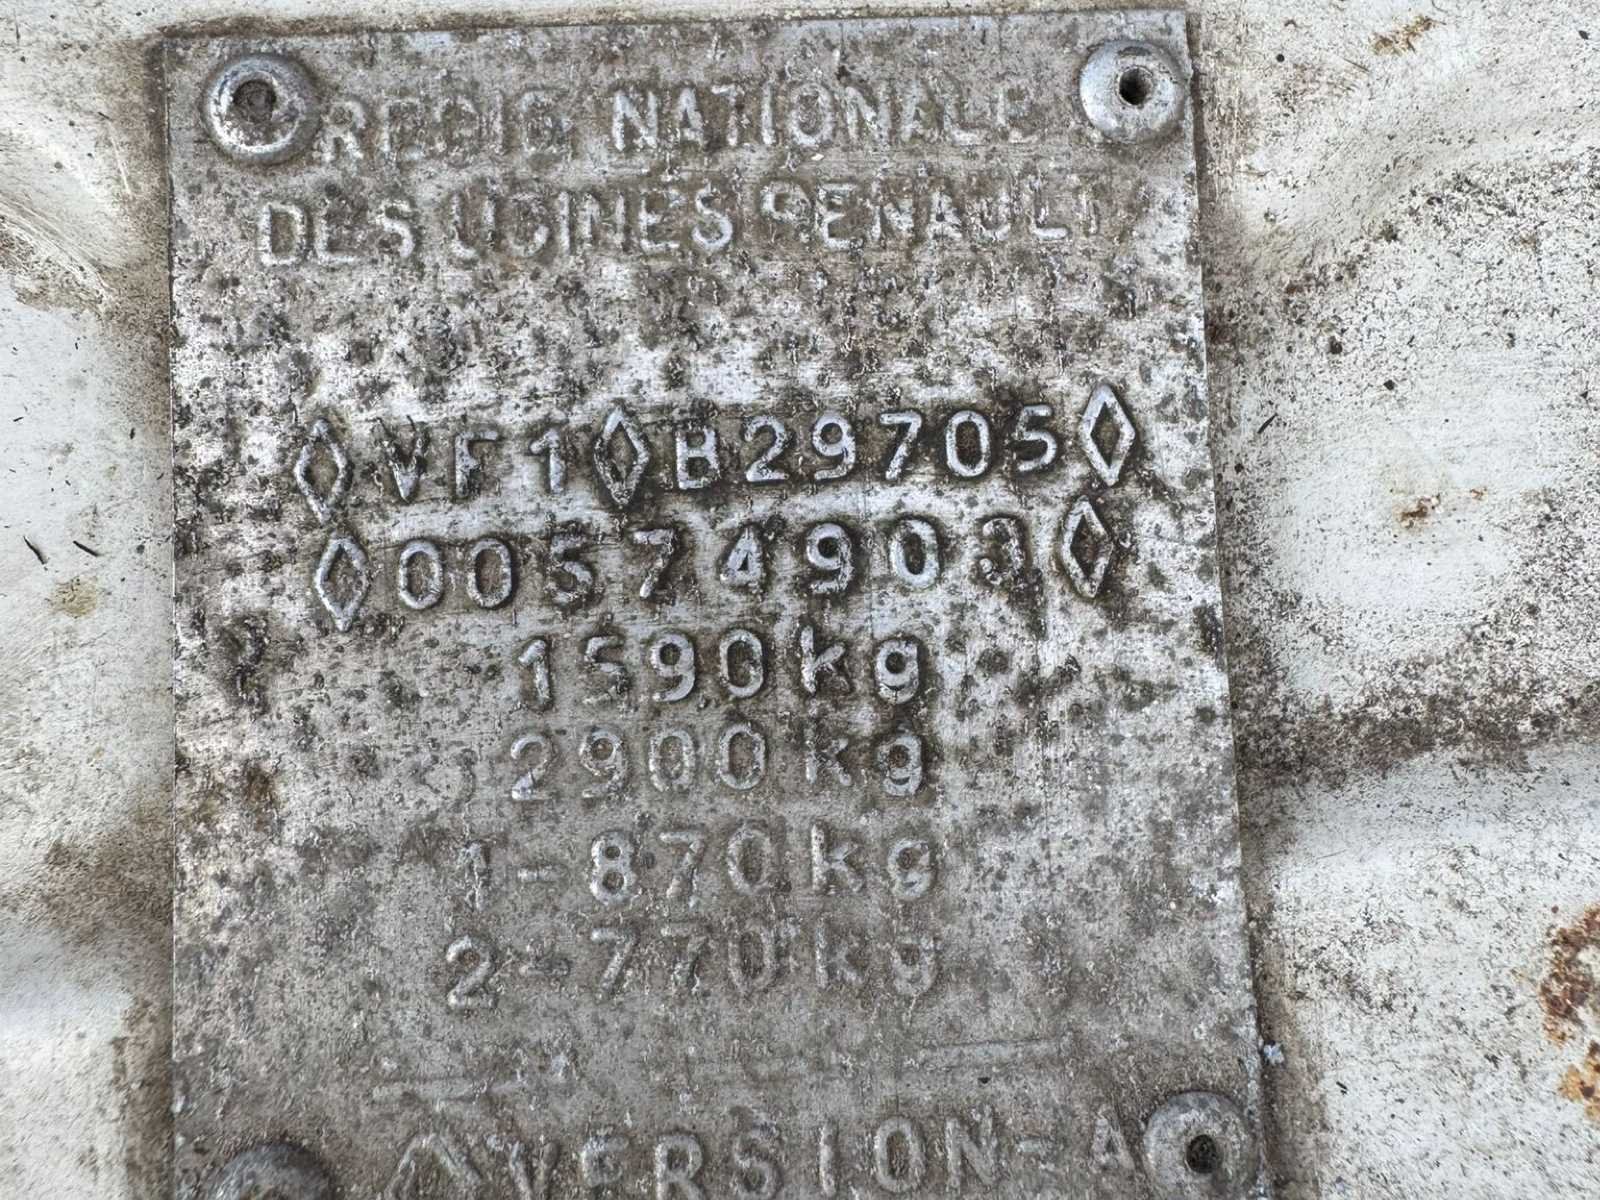 REGIE NATIONALE
DES USINES RENAULT
◊VF1◊B29705◊
◊00574903◊
1590kg
2900kg
1-870kg
2-770kg
◊VERSION-A